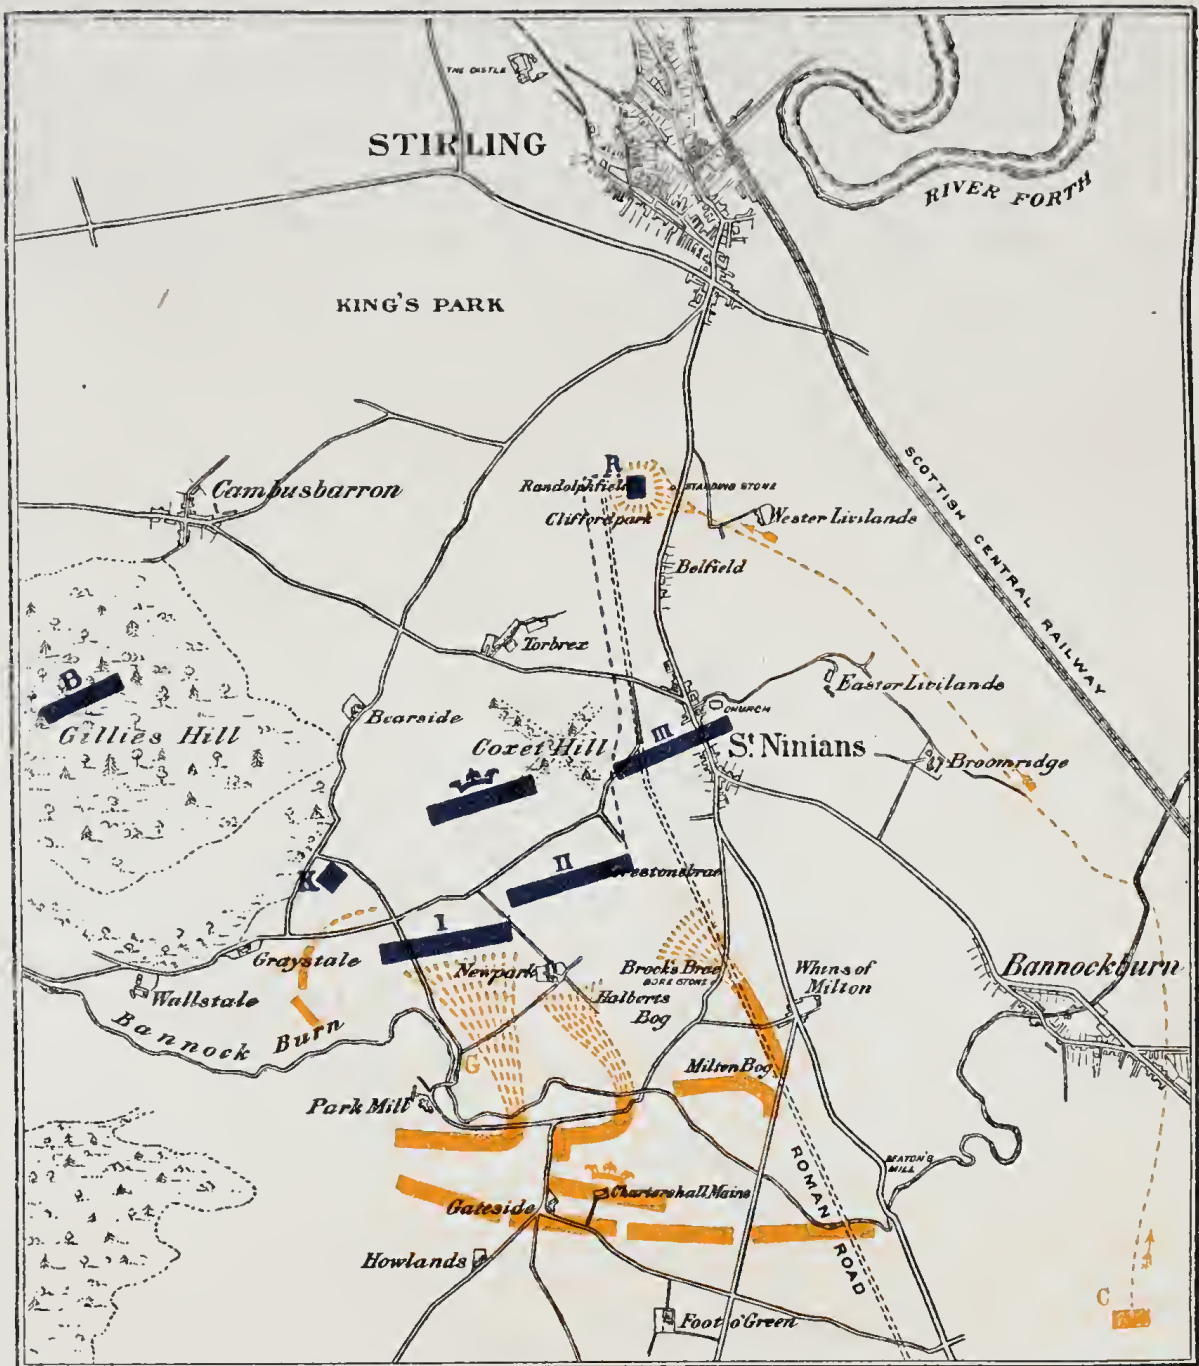 THE CASTLE
STIRLING
RIVER FORTH
KING'S PARK
SCOTTISH CENTRAL RAILWAY
Cambusbarron
R
Randolphfield
STANDING STONE
Cliffordpark
Wester Livilands
Belfield
Torbrex
B
Easter Livilands
CHURCH
Bearside
Gillies Hill
Coxet Hill
III
St. Ninians
Broomridge
II
K
Borestonebrae
I
Graystale
Newpark
Brock's Brae
BORE STONE
Whins of
Milton
Bannockburn
Wallstale
Halberts
Bog
Bannock Burn
G
Milton Bog
Park Mill
BEATON'S
MILL
ROMAN ROAD
Chartershall Mains
Gateside
Howlands
C
Foot o' Green